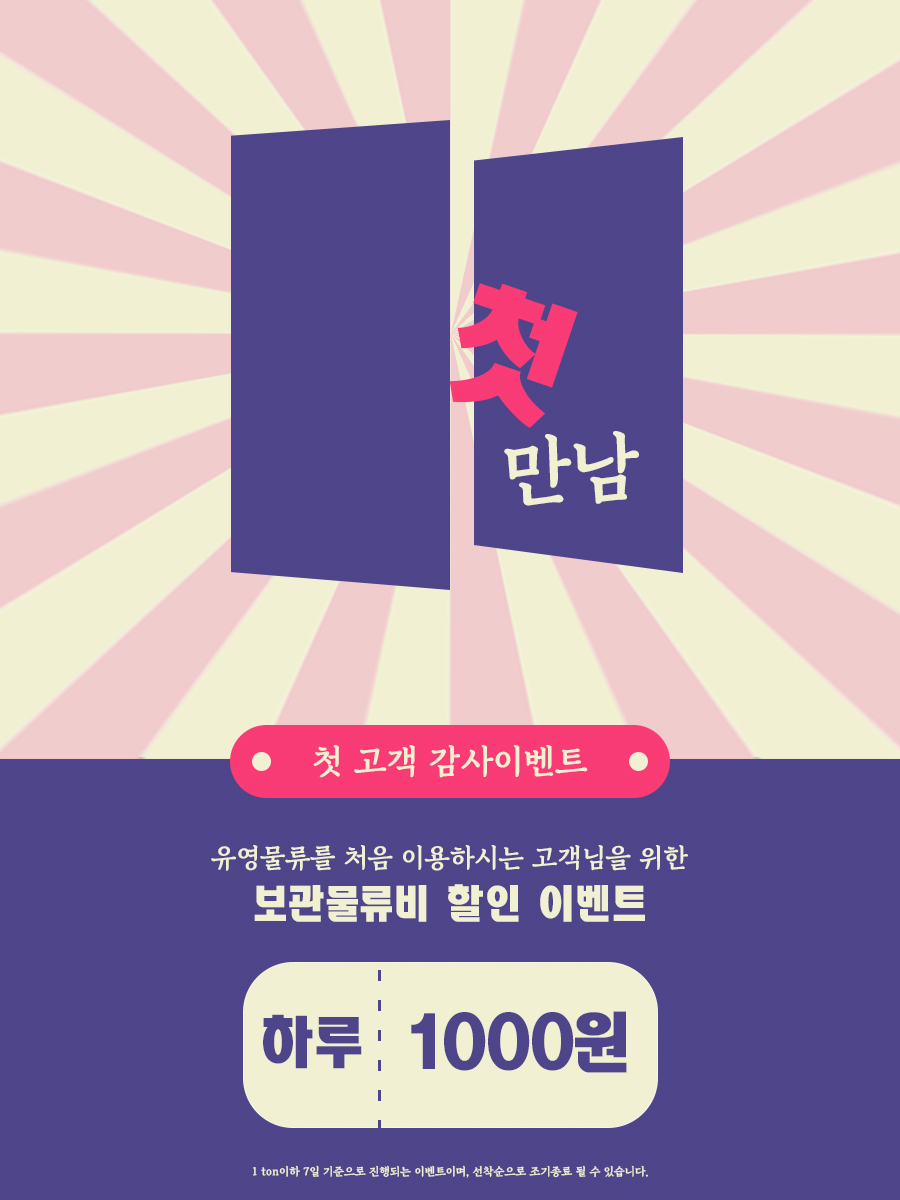 첫
만남
첫 고객 감사이벤트
유영물류를 처음 이용하시는 고객님을 위한
보관물류비 할인 이벤트
하루 1000원
1 ton이하 7일 기준으로 진행되는 이벤트이며, 선착순으로 조기종료 될 수 있습니다.